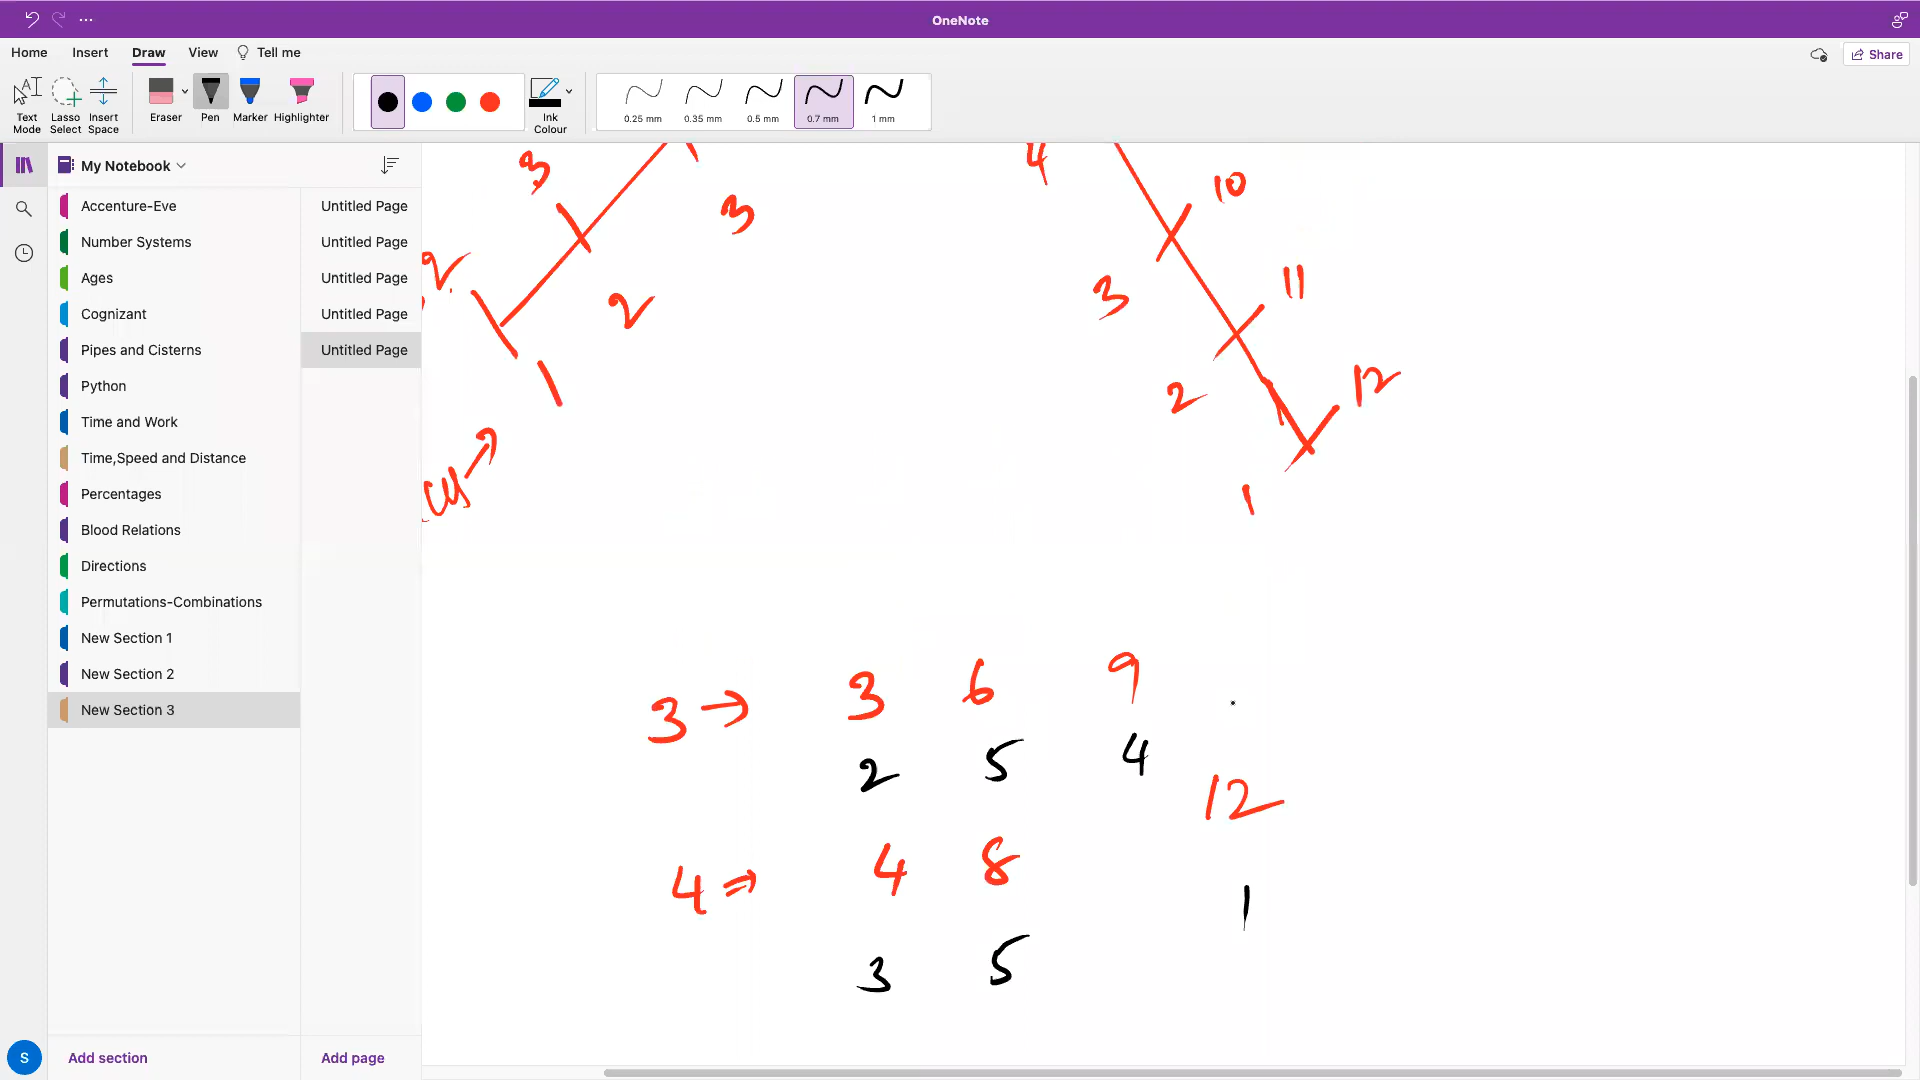 OneNote
Home Insert Draw View Tell me
Share
Text Mode
Lasso Select
Insert Space
Eraser
Pen
Marker
Highlighter
Ink Colour
0.25 mm
0.35 mm
0.5 mm
0.7 mm
1 mm
My Notebook
Accenture-Eve
Number Systems
Ages
Cognizant
Pipes and Cisterns
Python
Time and Work
Time,Speed and Distance
Percentages
Blood Relations
Directions
Permutations-Combinations
New Section 1
New Section 2
New Section 3
Untitled Page
Untitled Page
Untitled Page
Untitled Page
Untitled Page
S
Add section
Add page
3
3
2
2
1
4
10
3
11
2
12
1
1
3 → 3 6 9
2 5 4
12
4 ⇒ 4 8
1
3 5